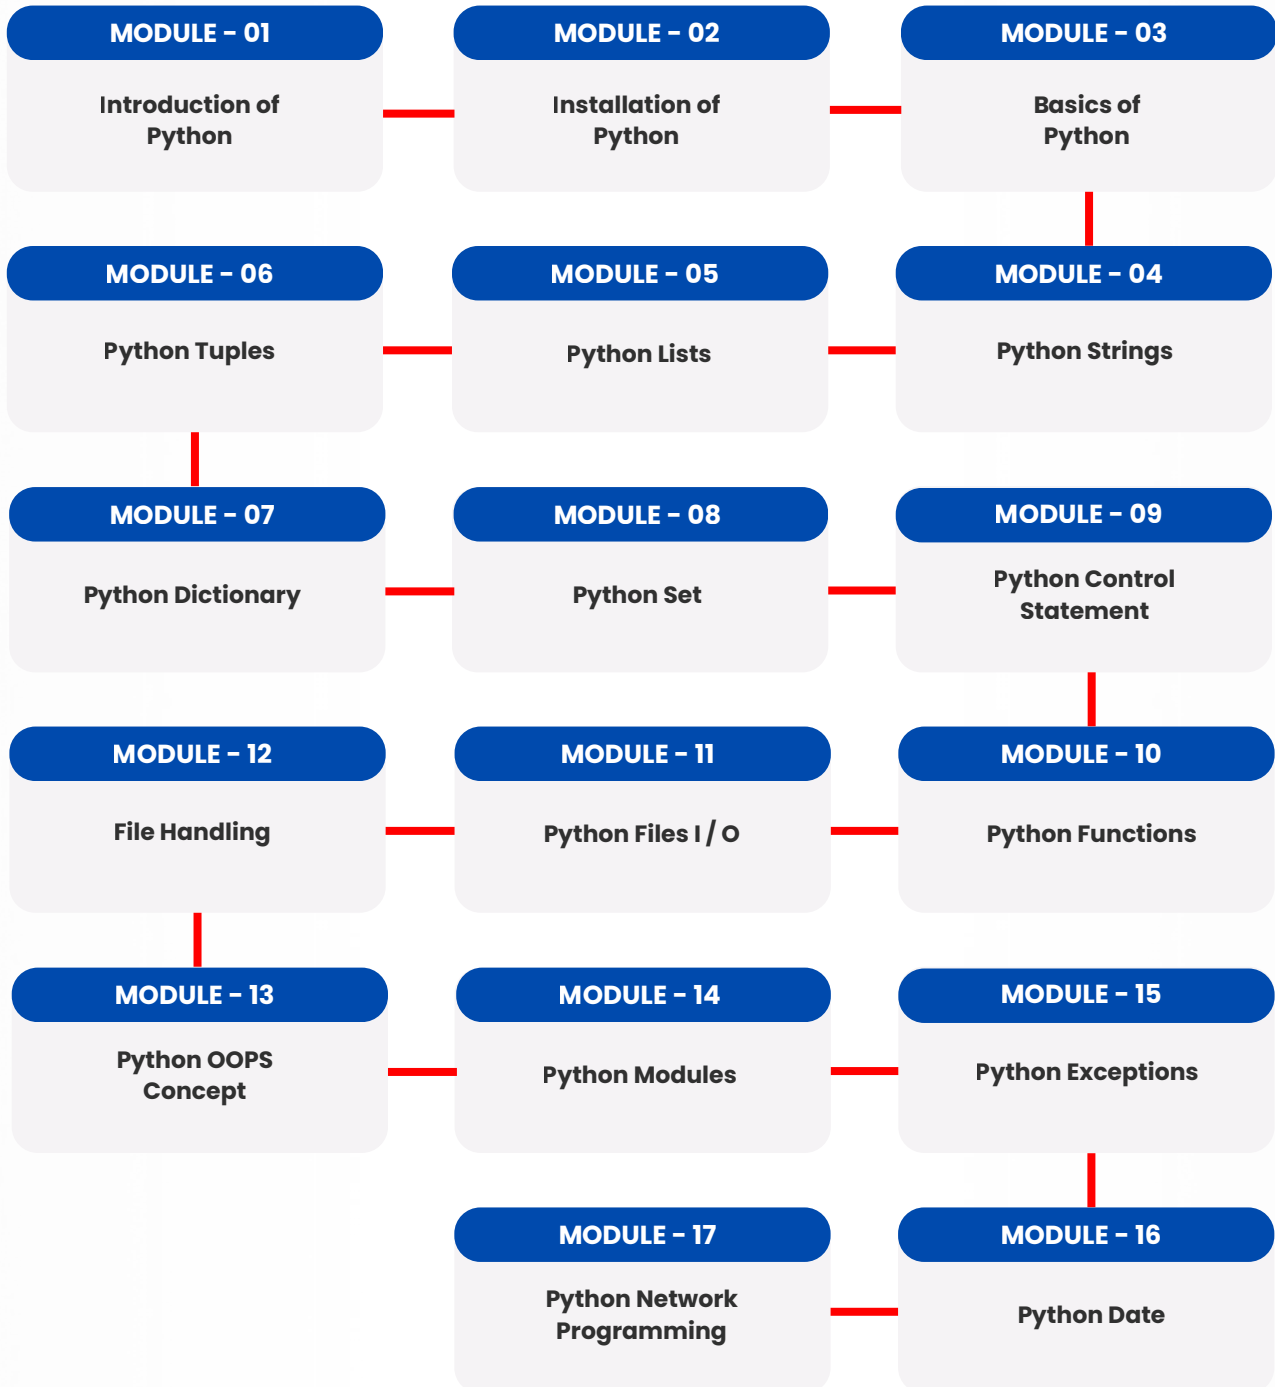 MODULE - 01
Introduction of
Python
MODULE - 02
Installation of
Python
MODULE - 03
Basics of
Python
MODULE - 06
Python Tuples
MODULE - 05
Python Lists
MODULE - 04
Python Strings
MODULE - 07
Python Dictionary
MODULE - 08
Python Set
MODULE - 09
Python Control
Statement
MODULE - 12
File Handling
MODULE - 11
Python Files I / O
MODULE - 10
Python Functions
MODULE - 13
Python OOPS
Concept
MODULE - 14
Python Modules
MODULE - 15
Python Exceptions
MODULE - 17
Python Network
Programming
MODULE - 16
Python Date